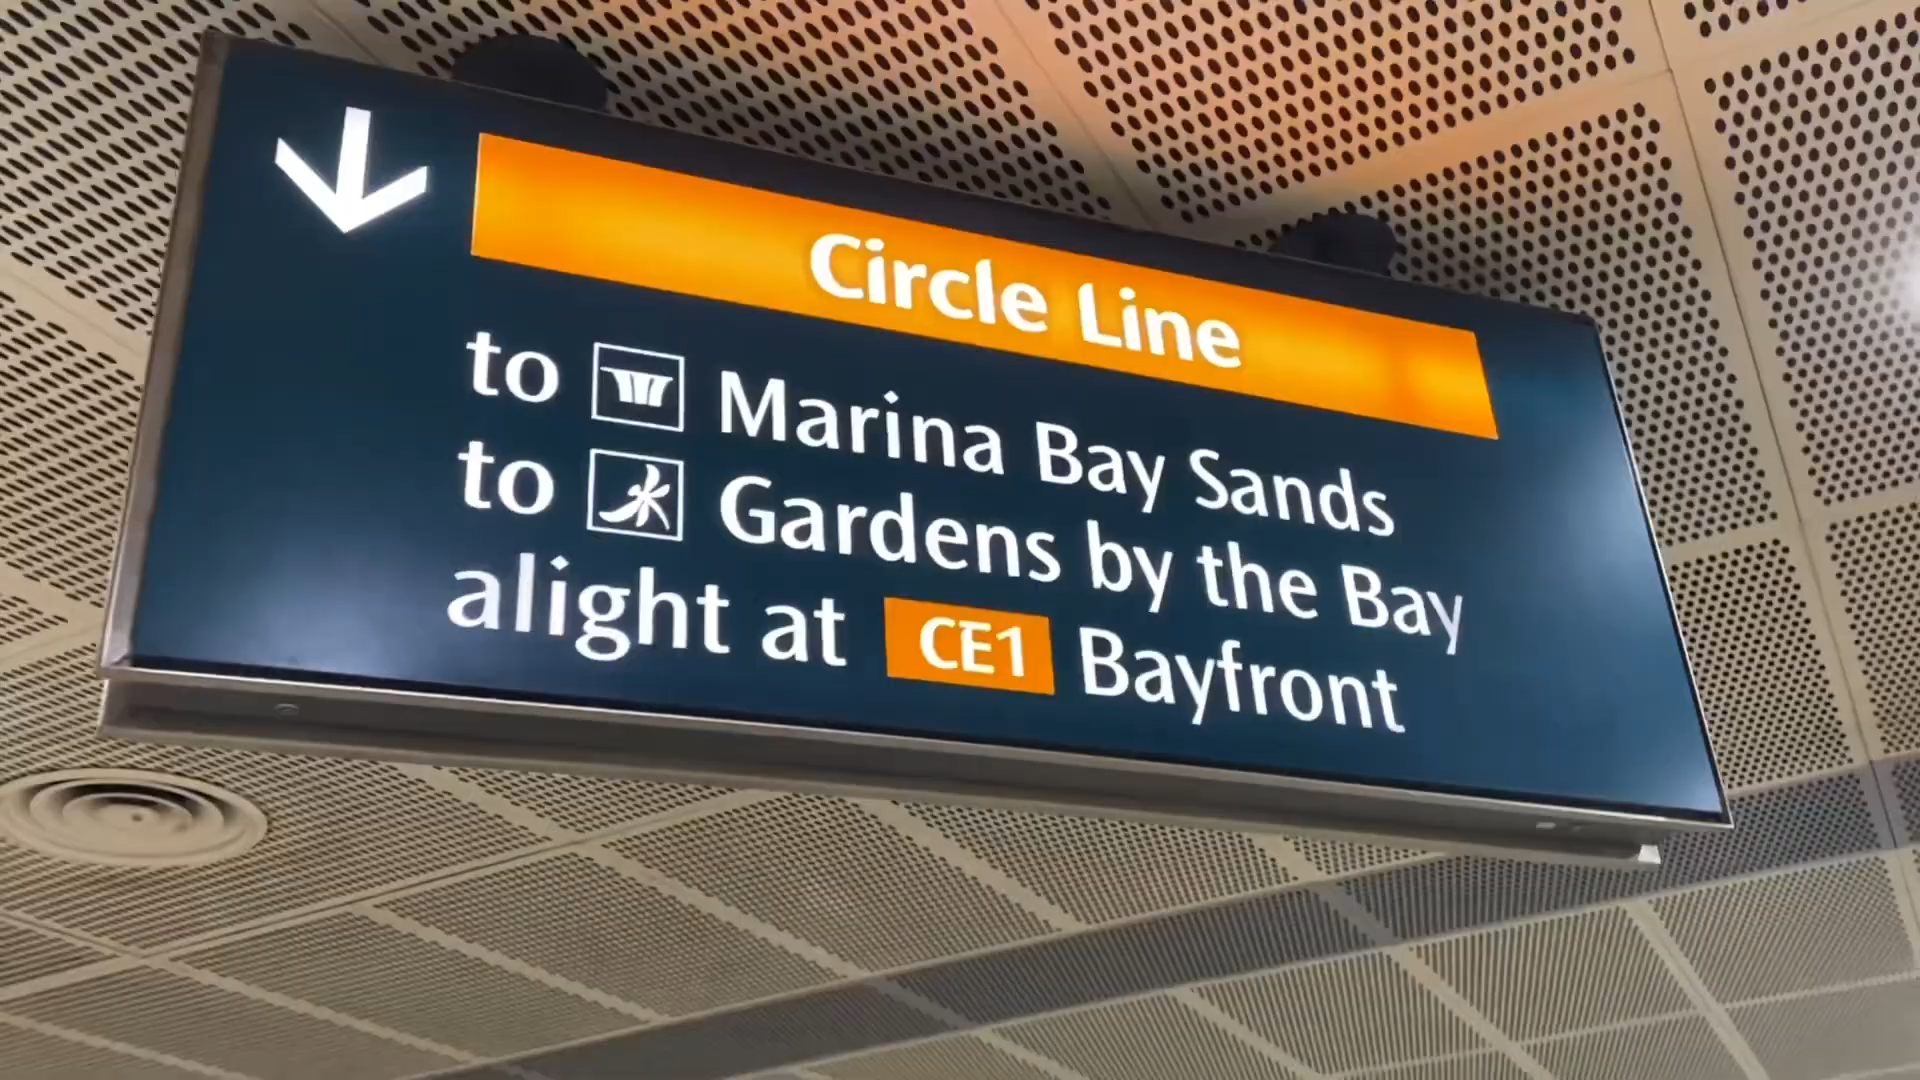 Circle Line
to Marina Bay Sands
to Gardens by the Bay
alight at CE1 Bayfront